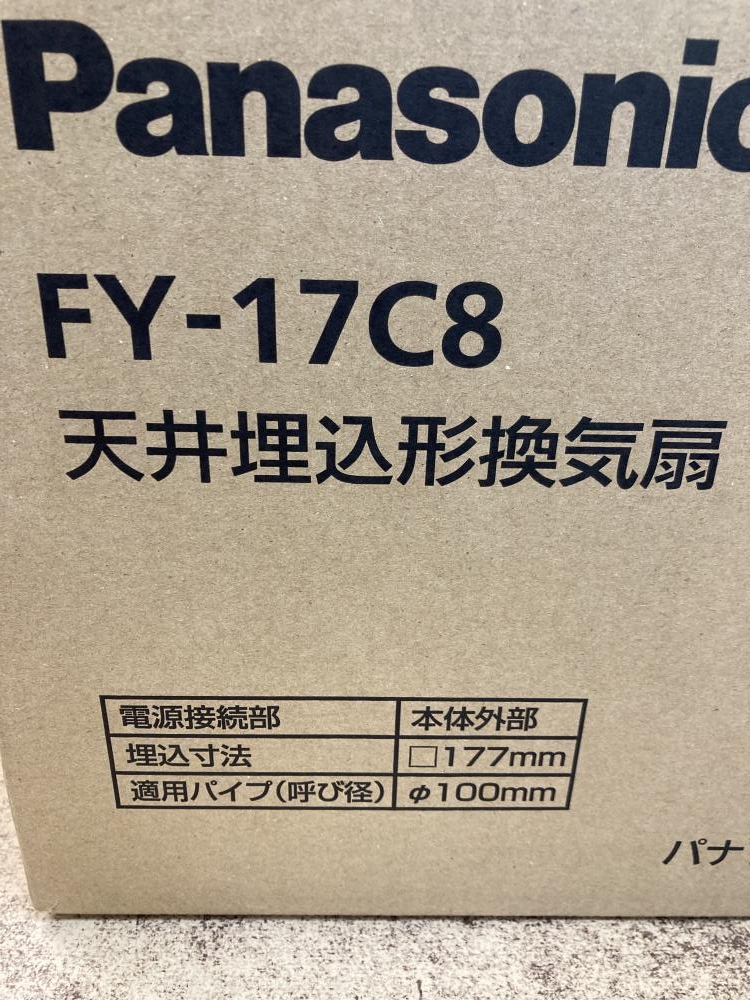 Panasonic
FY-17C8
天井埋込形換気扇
電源接続部 本体外部
埋込寸法 □177mm
適用パイプ(呼び径) φ100mm
パナ